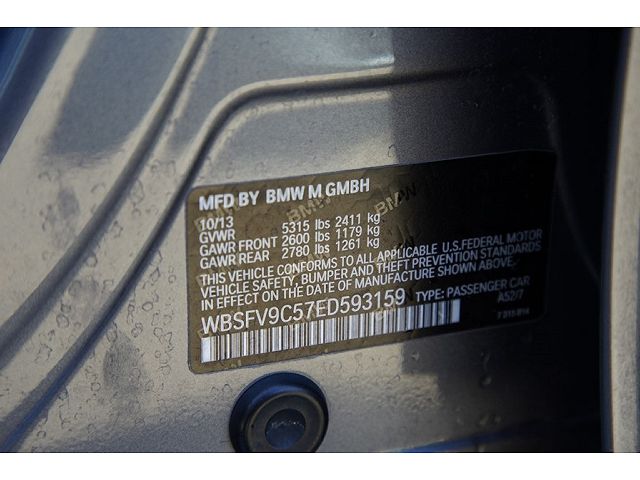 MFD BY BMW M GMBH
10/13
GVWR 5315 lbs 2411 kg
GAWR FRONT 2600 lbs 1179 kg
GAWR REAR 2780 lbs 1261 kg
THIS VEHICLE CONFORMS TO ALL APPLICABLE U.S.FEDERAL MOTOR
VEHICLE SAFETY, BUMPER AND THEFT PREVENTION STANDARDS
IN EFFECT ON THE DATE OF MANUFACTURE SHOWN ABOVE.
WBSFV9C57ED593159 TYPE: PASSENGER CAR
A52/7